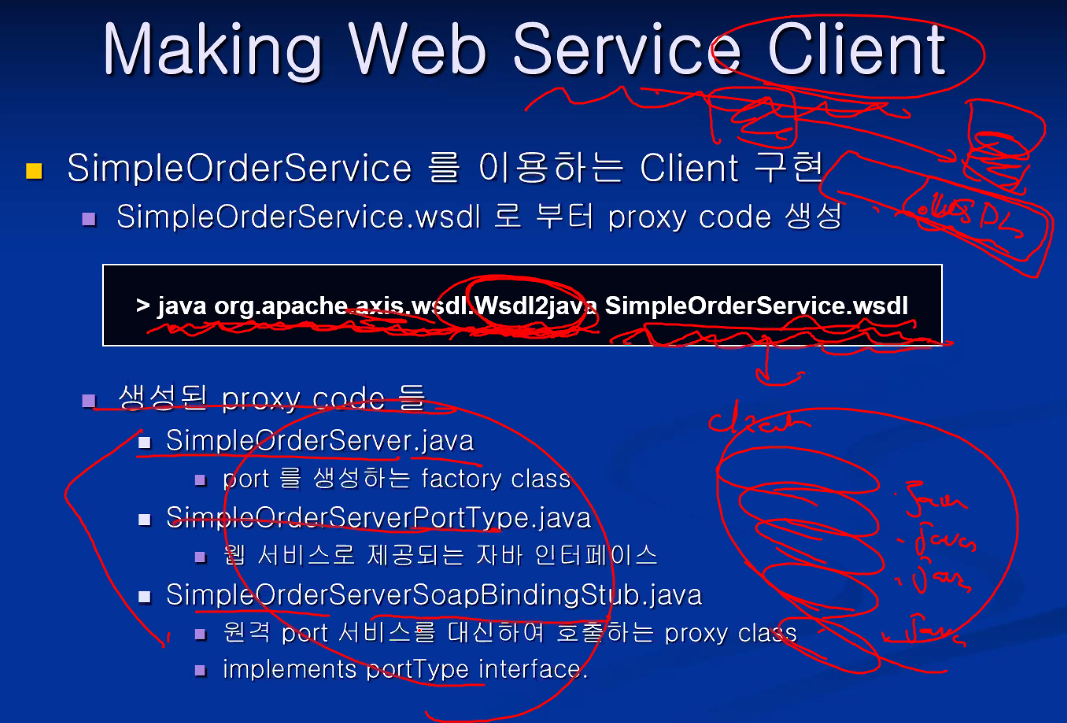 Making Web Service Client
SimpleOrderService 를 이용하는 Client 구현
SimpleOrderService.wsdl 로 부터 proxy code 생성
WSDL
> java org.apache.axis.wsdl.Wsdl2java SimpleOrderService.wsdl
생성된 proxy code 들
SimpleOrderServer.java
port 를 생성하는 factory class
SimpleOrderServerPortType.java
웹 서비스로 제공되는 자바 인터페이스
SimpleOrderServerSoapBindingStub.java
원격 port 서비스를 대신하여 호출하는 proxy class
implements portType interface.
Java
Java
Java